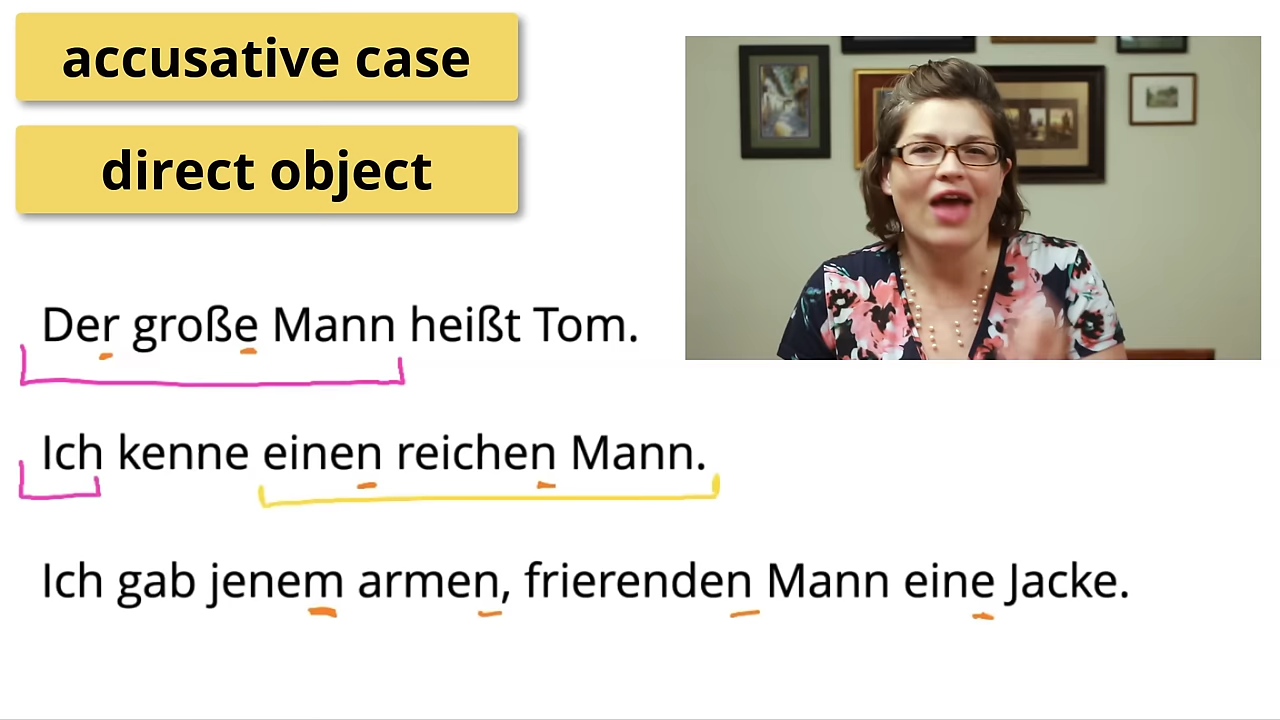 accusative case
direct object
Der große Mann heißt Tom.
Ich kenne einen reichen Mann.
Ich gab jenem armen, frierenden Mann eine Jacke.